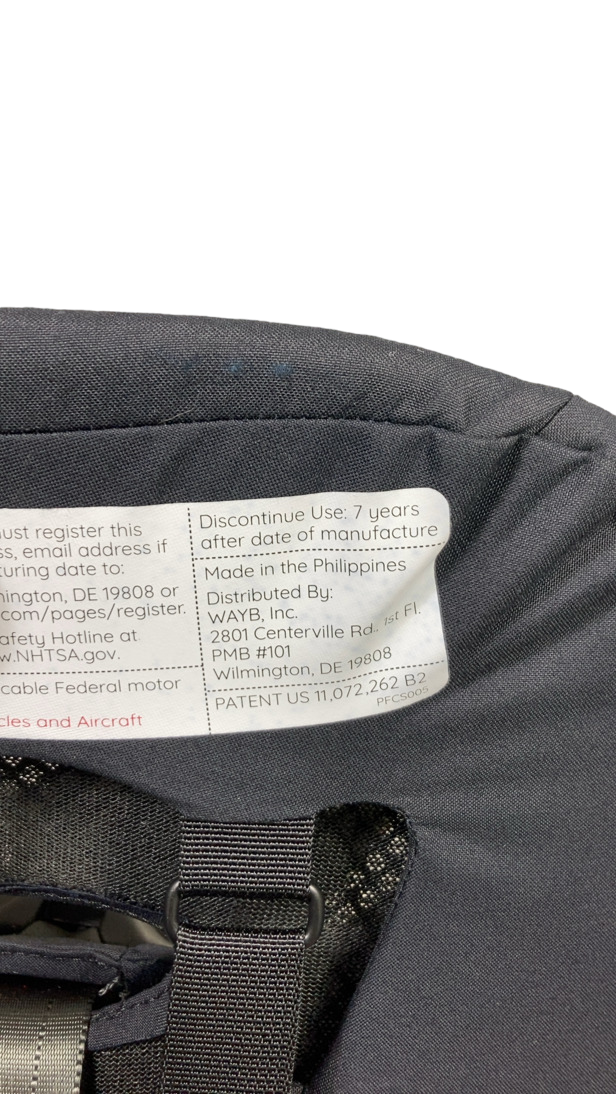 ust register this
ss, email address if
turing date to:
mington, DE 19808 or
.com/pages/register.
afety Hotline at
w.NHTSA.gov.
cable Federal motor
cles and Aircraft
Discontinue Use: 7 years
after date of manufacture
Made in the Philippines
Distributed By:
WAYB, Inc.
2801 Centerville Rd., 1st Fl.
PMB #101
Wilmington, DE 19808
PATENT US 11,072,262 B2
PFCS005